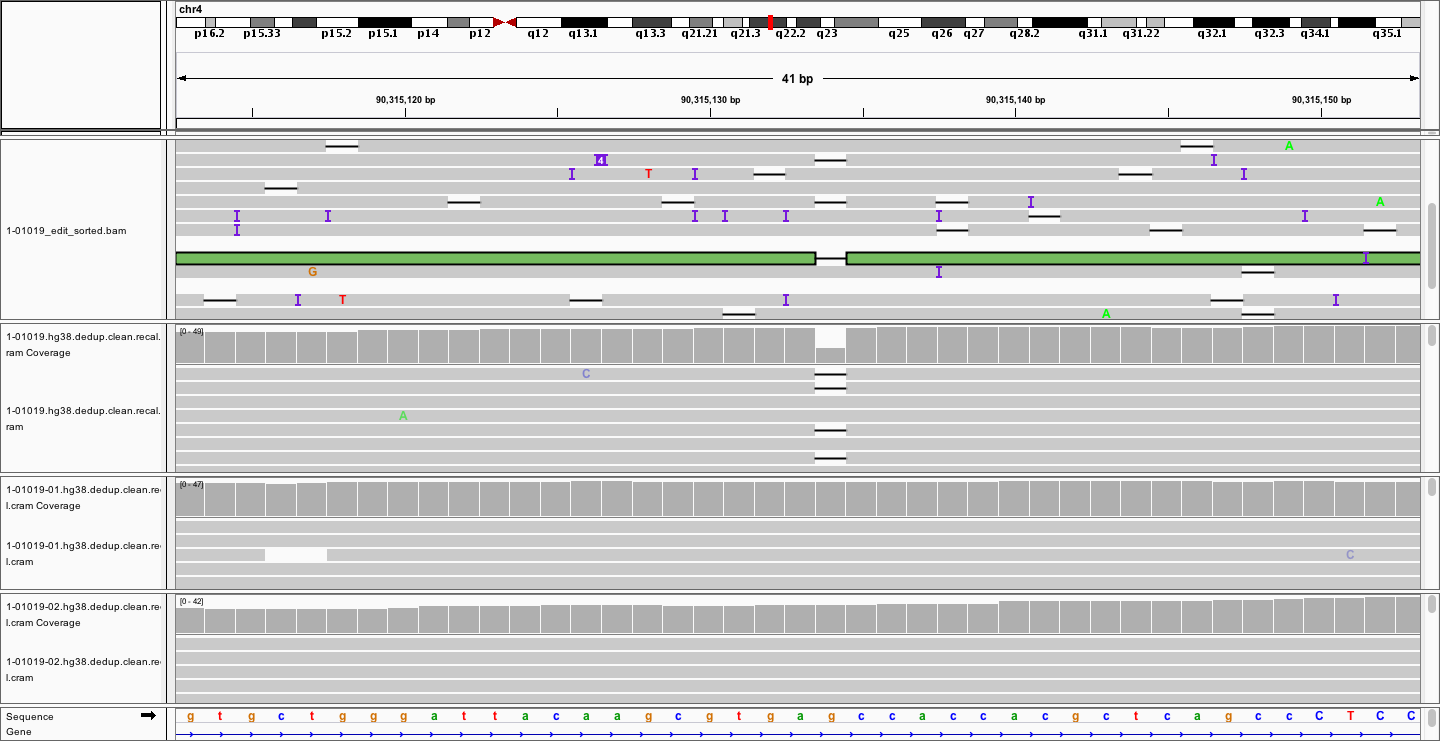 chr4
p16.2 p15.33 p15.2 p15.1 p14 p12 q12 q13.1 q13.3 q21.21 q21.3 q22.2 q23 q25 q26 q27 q28.2 q31.1 q31.22 q32.1 q32.3 q34.1 q35.1
41 bp
90,315,120 bp 90,315,130 bp 90,315,140 bp 90,315,150 bp
A
4
T
A
1-01019_edit_sorted.bam
G
T
A
1-01019.hg38.dedup.clean.recal.
ram Coverage
[0 - 49]
C
1-01019.hg38.dedup.clean.recal.
ram
A
1-01019-01.hg38.dedup.clean.re
l.cram Coverage
[0 - 47]
1-01019-01.hg38.dedup.clean.re
l.cram
C
1-01019-02.hg38.dedup.clean.re
l.cram Coverage
[0 - 42]
1-01019-02.hg38.dedup.clean.re
l.cram
Sequence
g t g c t g g g a t t a c a a g c g t g a g c c a c c a c g c t c a g c c C T C C
Gene